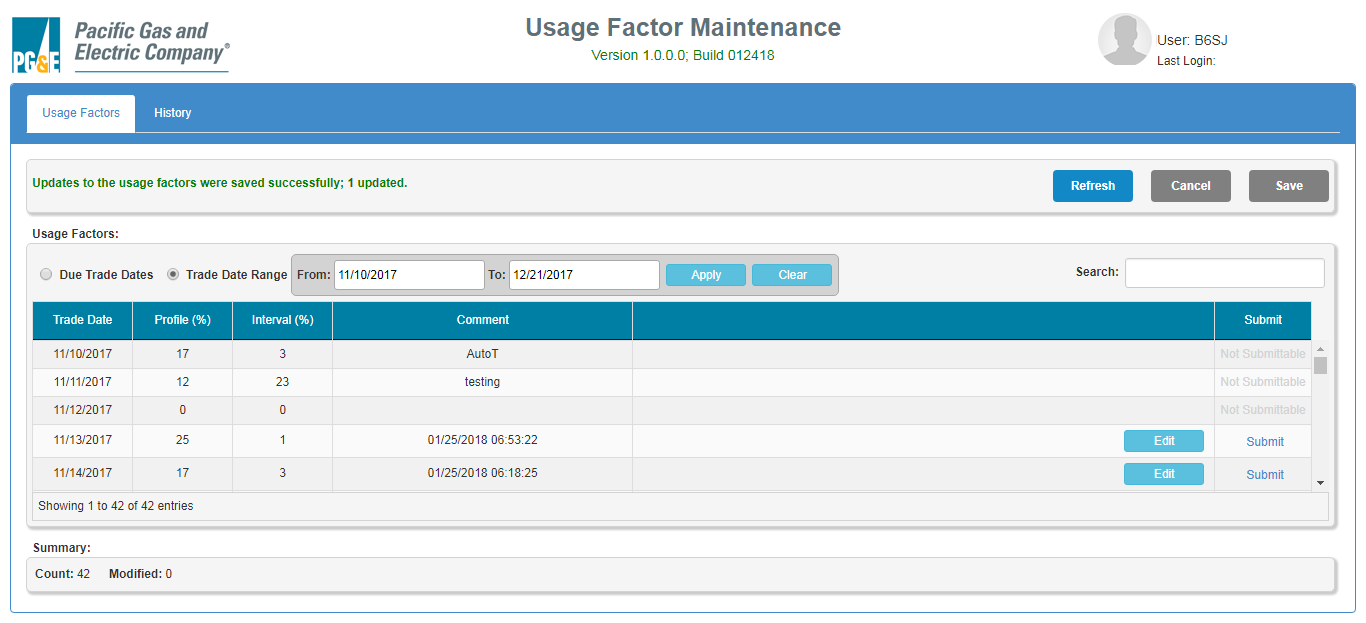 PG&E
Pacific Gas and
Electric Company®
Usage Factor Maintenance
Version 1.0.0.0; Build 012418
User: B6SJ
Last Login:
Usage Factors History
Updates to the usage factors were saved successfully; 1 updated. Refresh Cancel Save
Usage Factors:
Due Trade Dates Trade Date Range From: 11/10/2017 To: 12/21/2017 Apply Clear Search:
Trade Date Profile (%) Interval (%) Comment Submit
11/10/2017 17 3 AutoT Not Submittable
11/11/2017 12 23 testing Not Submittable
11/12/2017 0 0 Not Submittable
11/13/2017 25 1 01/25/2018 06:53:22 Edit Submit
11/14/2017 17 3 01/25/2018 06:18:25 Edit Submit
Showing 1 to 42 of 42 entries
Summary:
Count: 42 Modified: 0